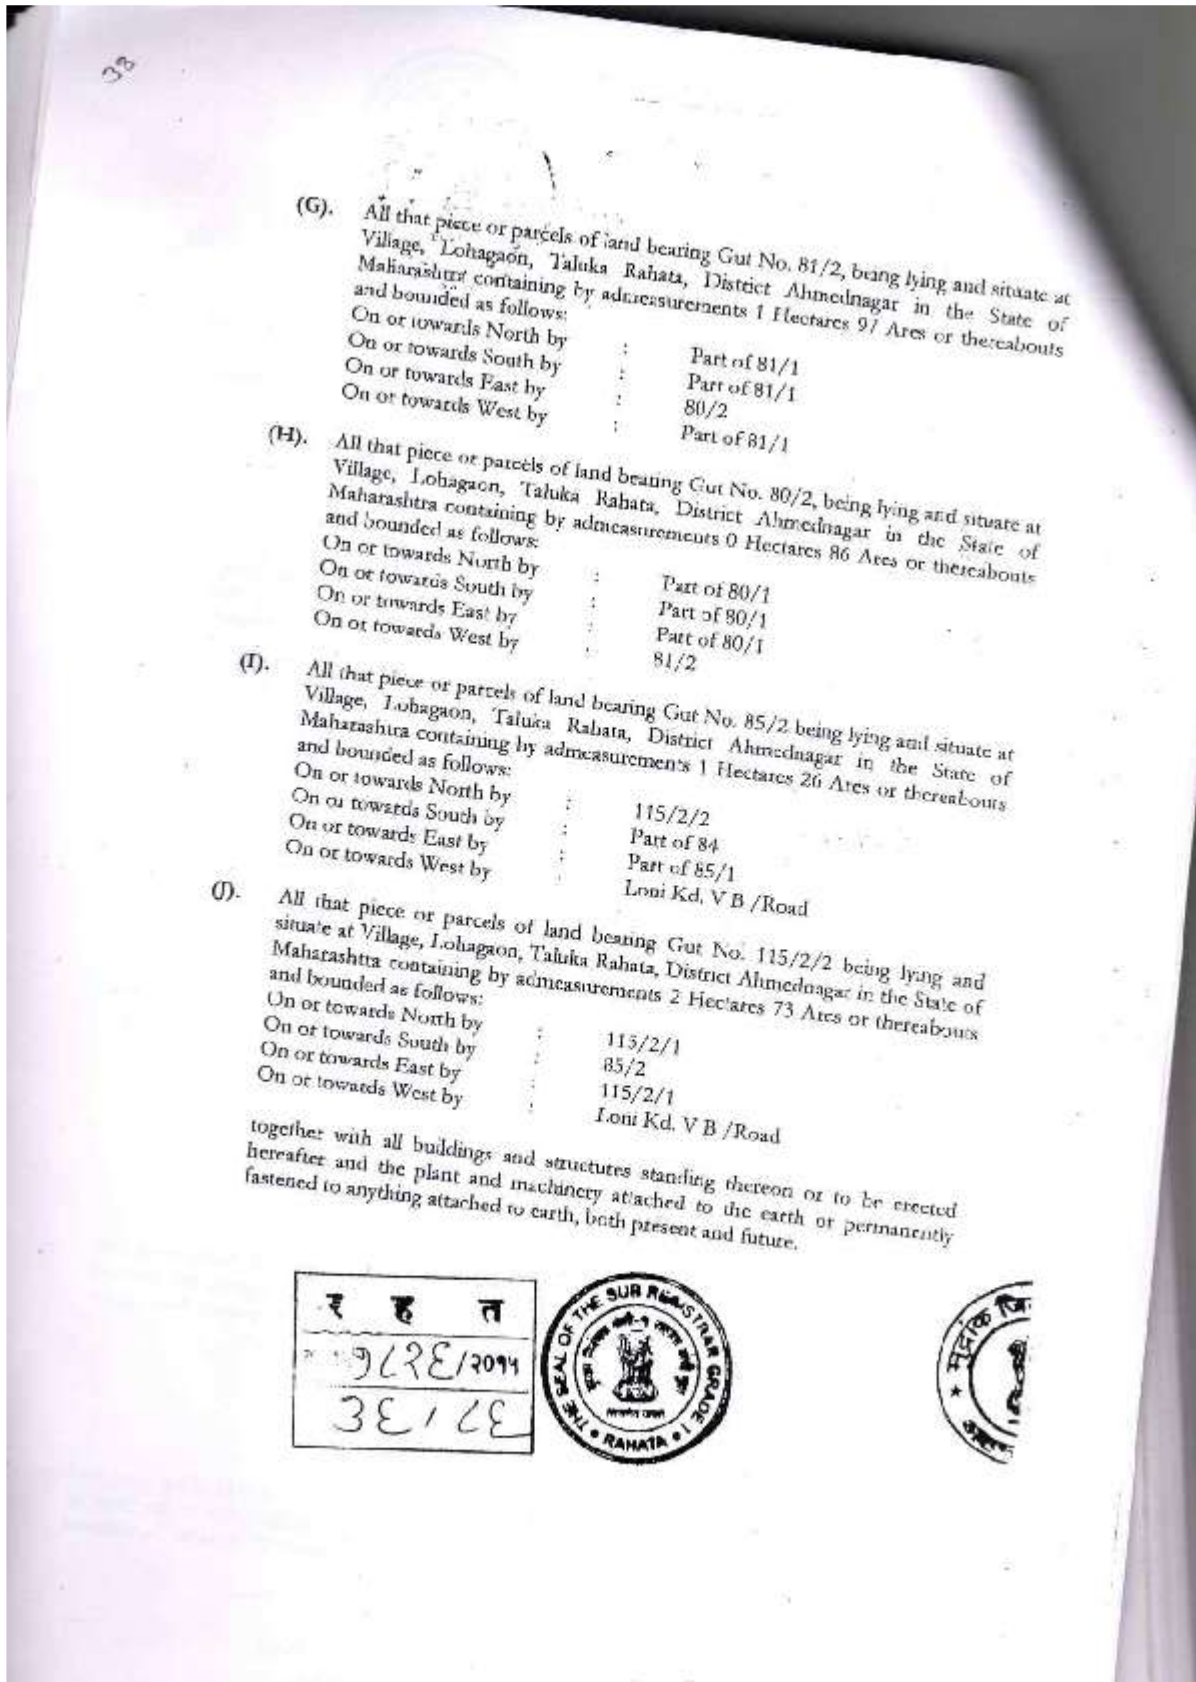 38
(G). All that piece or parcels of land bearing Gut No. 81/2, being lying and situate at
Village, Lohagaon, Taluka Rahata, District Ahmednagar in the State of
Maharashtra containing by admeasurements 1 Hectares 97 Ares or thereabouts
and bounded as follows:
On or towards North by : Part of 81/1
On or towards South by : Part of 81/1
On or towards East by : 80/2
On or towards West by : Part of 81/1
(H). All that piece or parcels of land bearing Gut No. 80/2, being lying and situate at
Village, Lohagaon, Taluka Rahata, District Ahmednagar in the State of
Maharashtra containing by admeasurements 0 Hectares 86 Ares or thereabouts
and bounded as follows:
On or towards North by : Part of 80/1
On or towards South by : Part of 80/1
On or towards East by : Part of 80/1
On or towards West by : 81/2
(I). All that piece or parcels of land bearing Gut No. 85/2 being lying and situate at
Village, Lohagaon, Taluka Rahata, District Ahmednagar in the State of
Maharashtra containing by admeasurements 1 Hectares 26 Ares or thereabouts
and bounded as follows:
On or towards North by : 115/2/2
On or towards South by : Part of 84
On or towards East by : Part of 85/1
On or towards West by : Loni Kd. V B /Road
(J). All that piece or parcels of land bearing Gut No. 115/2/2 being lying and
situate at Village, Lohagaon, Taluka Rahata, District Ahmednagar in the State of
Maharashtra containing by admeasurements 2 Hectares 73 Ares or thereabouts
and bounded as follows:
On or towards North by : 115/2/1
On or towards South by : 85/2
On or towards East by : 115/2/1
On or towards West by : Loni Kd. V B /Road
together with all buildings and structures standing thereon or to be erected
hereafter and the plant and machinery attached to the earth or permanently
fastened to anything attached to earth, both present and future.
र ह त
१८२६/२०१५
३६/८६
THE SEAL OF THE SUB REGISTRAR GRADE 1
RAHATA
मुद्रांक जि